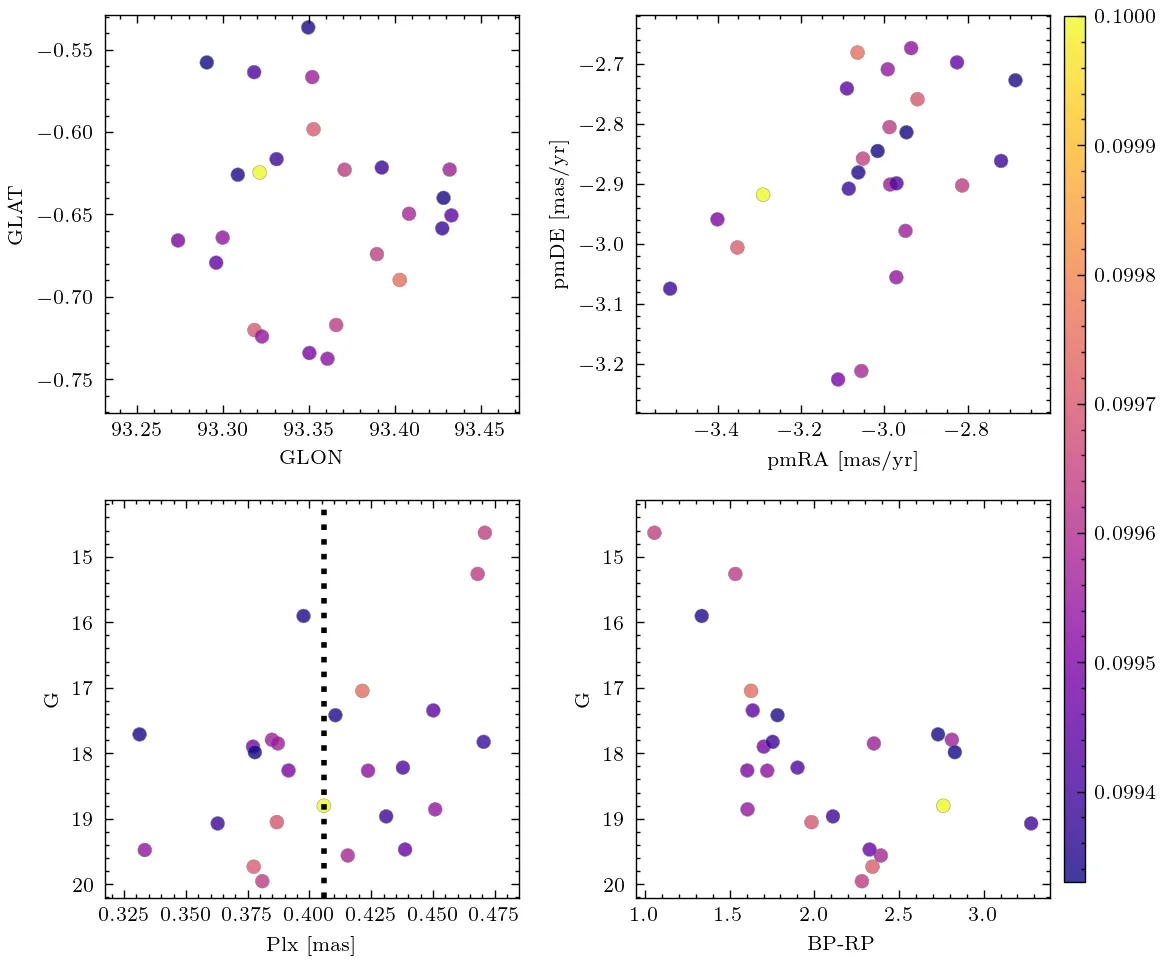 −0.55
−0.60
−0.65
−0.70
−0.75
GLAT
93.25 93.30 93.35 93.40 93.45
GLON
−2.7
−2.8
−2.9
−3.0
−3.1
−3.2
pmDE [mas/yr]
−3.4 −3.2 −3.0 −2.8
pmRA [mas/yr]
15
16
17
18
19
20
G
0.325 0.350 0.375 0.400 0.425 0.450 0.475
Plx [mas]
15
16
17
18
19
20
G
1.0 1.5 2.0 2.5 3.0
BP-RP
0.1000
0.0999
0.0998
0.0997
0.0996
0.0995
0.0994